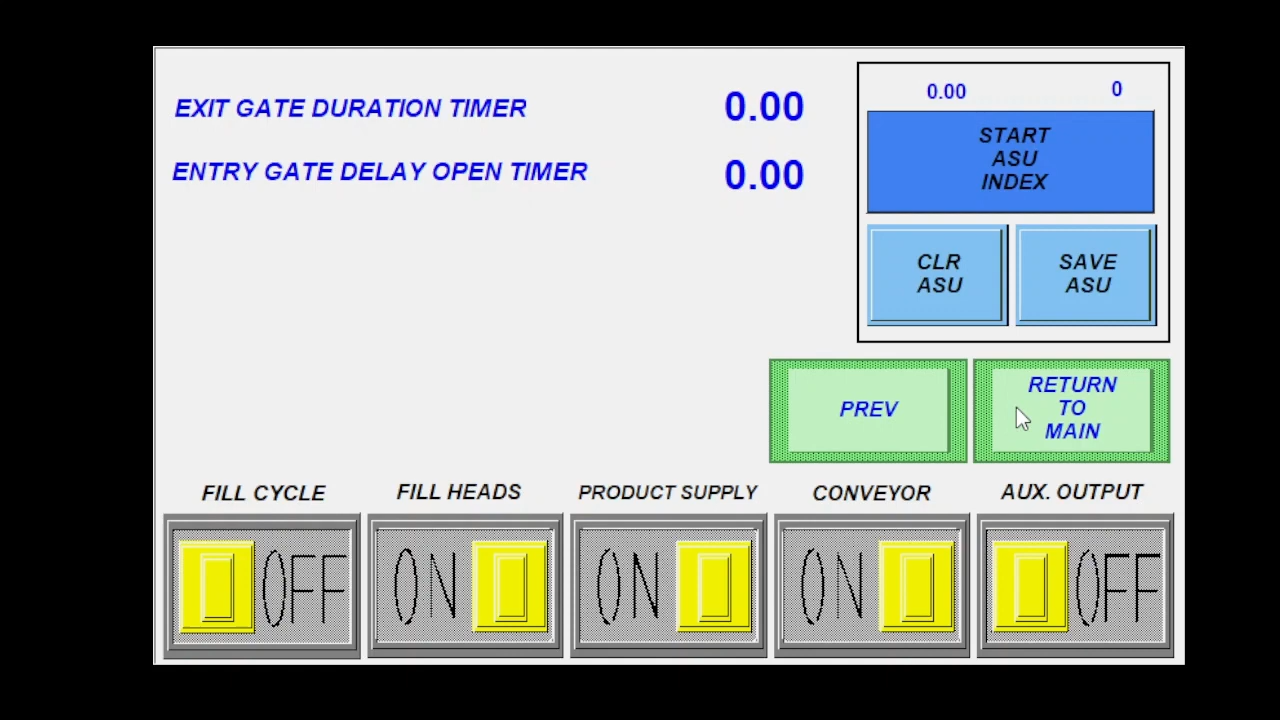 EXIT GATE DURATION TIMER 0.00
ENTRY GATE DELAY OPEN TIMER 0.00
0.00 0
START
ASU
INDEX
CLR
ASU
SAVE
ASU
PREV
RETURN
TO
MAIN
FILL CYCLE
FILL HEADS
PRODUCT SUPPLY
CONVEYOR
AUX. OUTPUT
OFF
ON
ON
ON
OFF